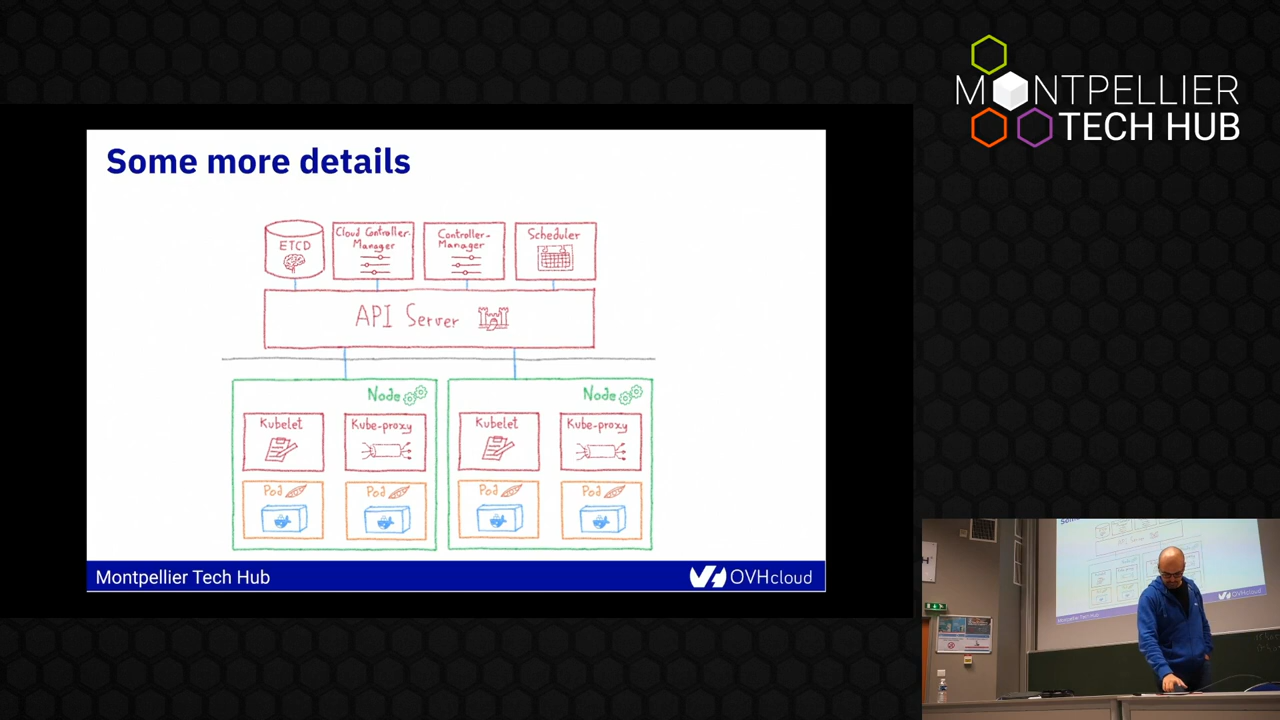 MONTPELLIER
TECH HUB
Some more details
ETCD
Cloud Controller-
Manager
Controller-
Manager
Scheduler
API Server
Node
Node
Kubelet
Kube-proxy
Kubelet
Kube-proxy
Pod
Pod
Pod
Pod
Montpellier Tech Hub
OVHcloud
OVHcloud